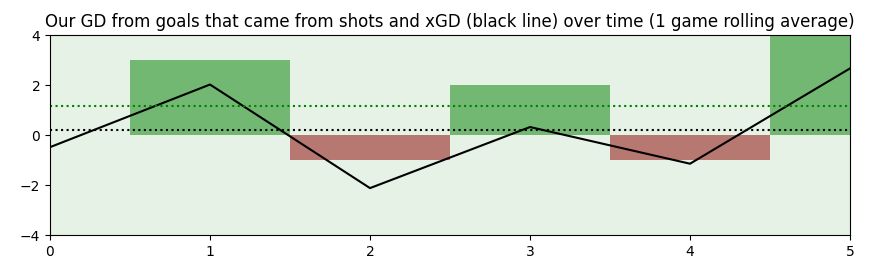 Our GD from goals that came from shots and xGD (black line) over time (1 game rolling average)
4
2
0
−2
−4
0 1 2 3 4 5